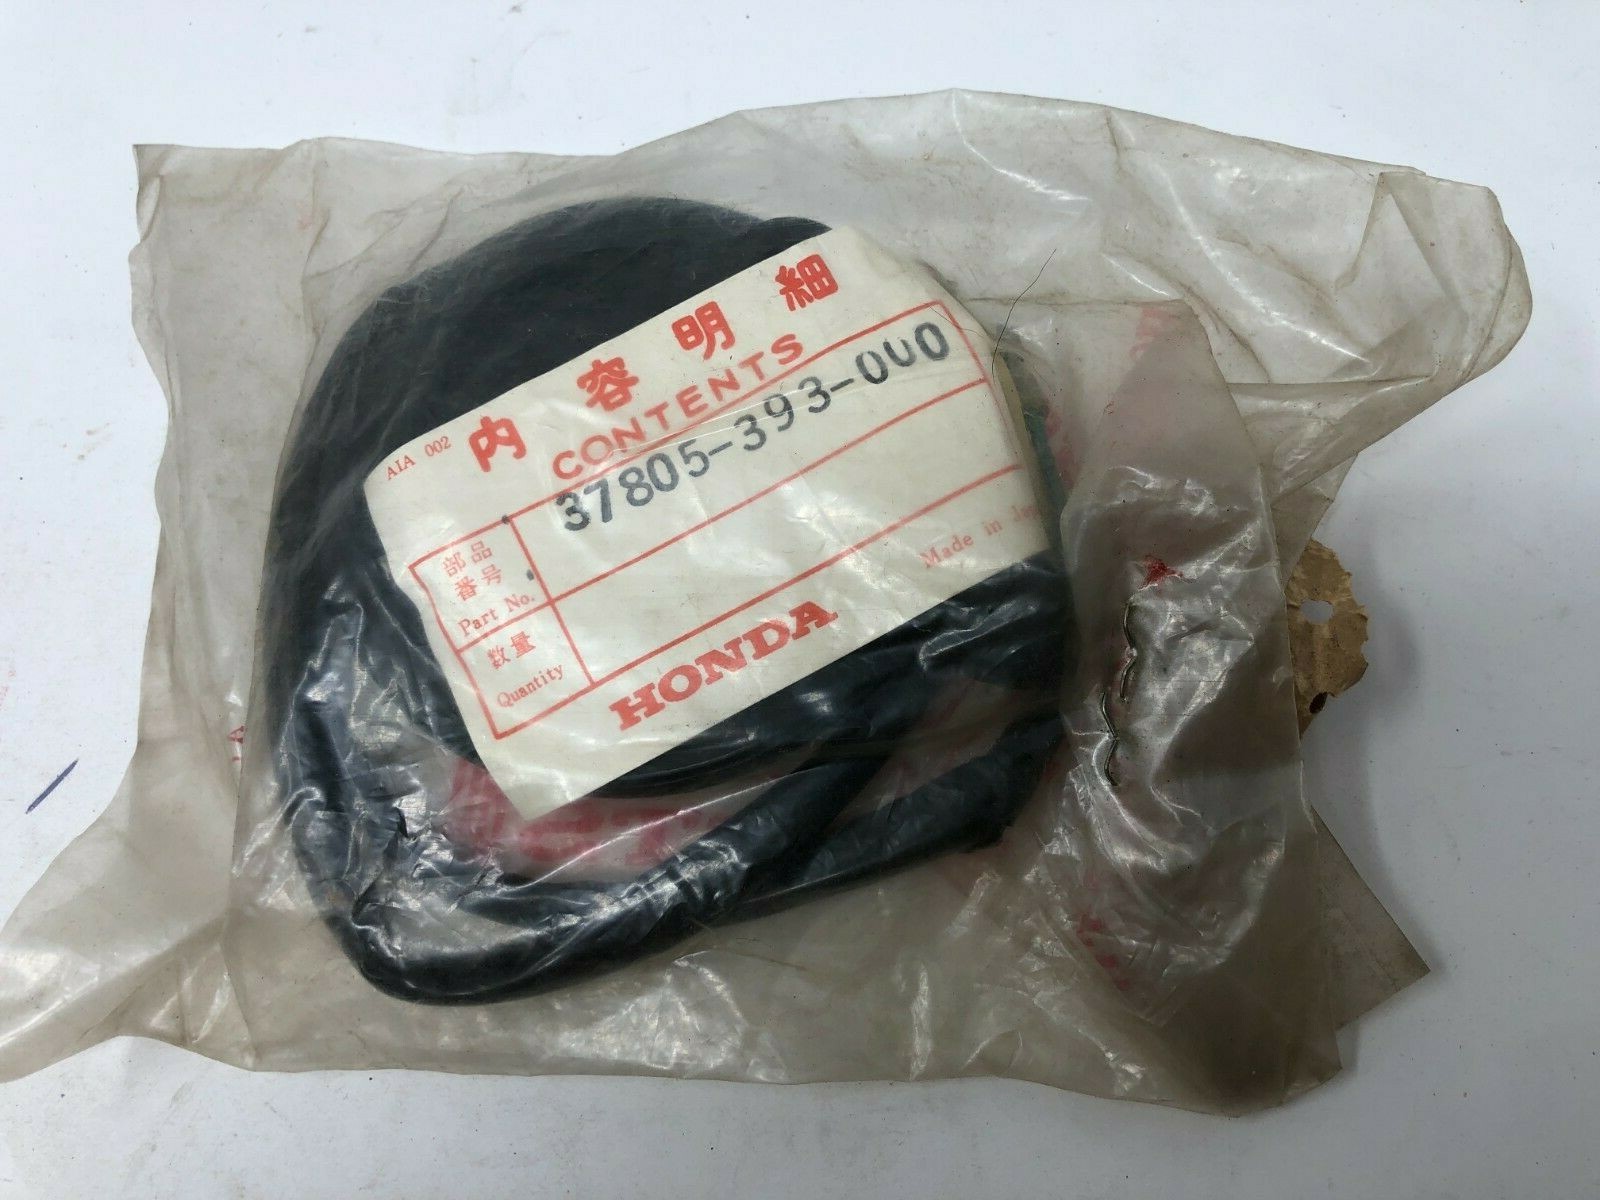 AIA 002
内容明細
CONTENTS
部品
番号
Part No.
37805-393-000
数量
Quantity
HONDA
Made in